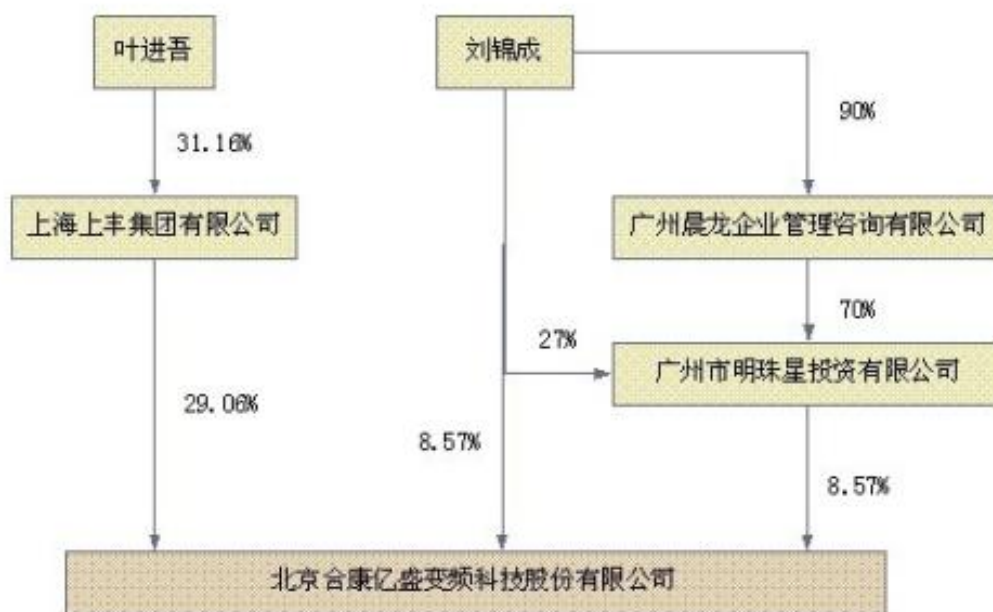 叶进吾
刘锦成
31.16%
90%
上海上丰集团有限公司
广州晨龙企业管理咨询有限公司
70%
27%
广州市明珠星投资有限公司
29.06%
8.57%
8.57%
北京合康亿盛变频科技股份有限公司